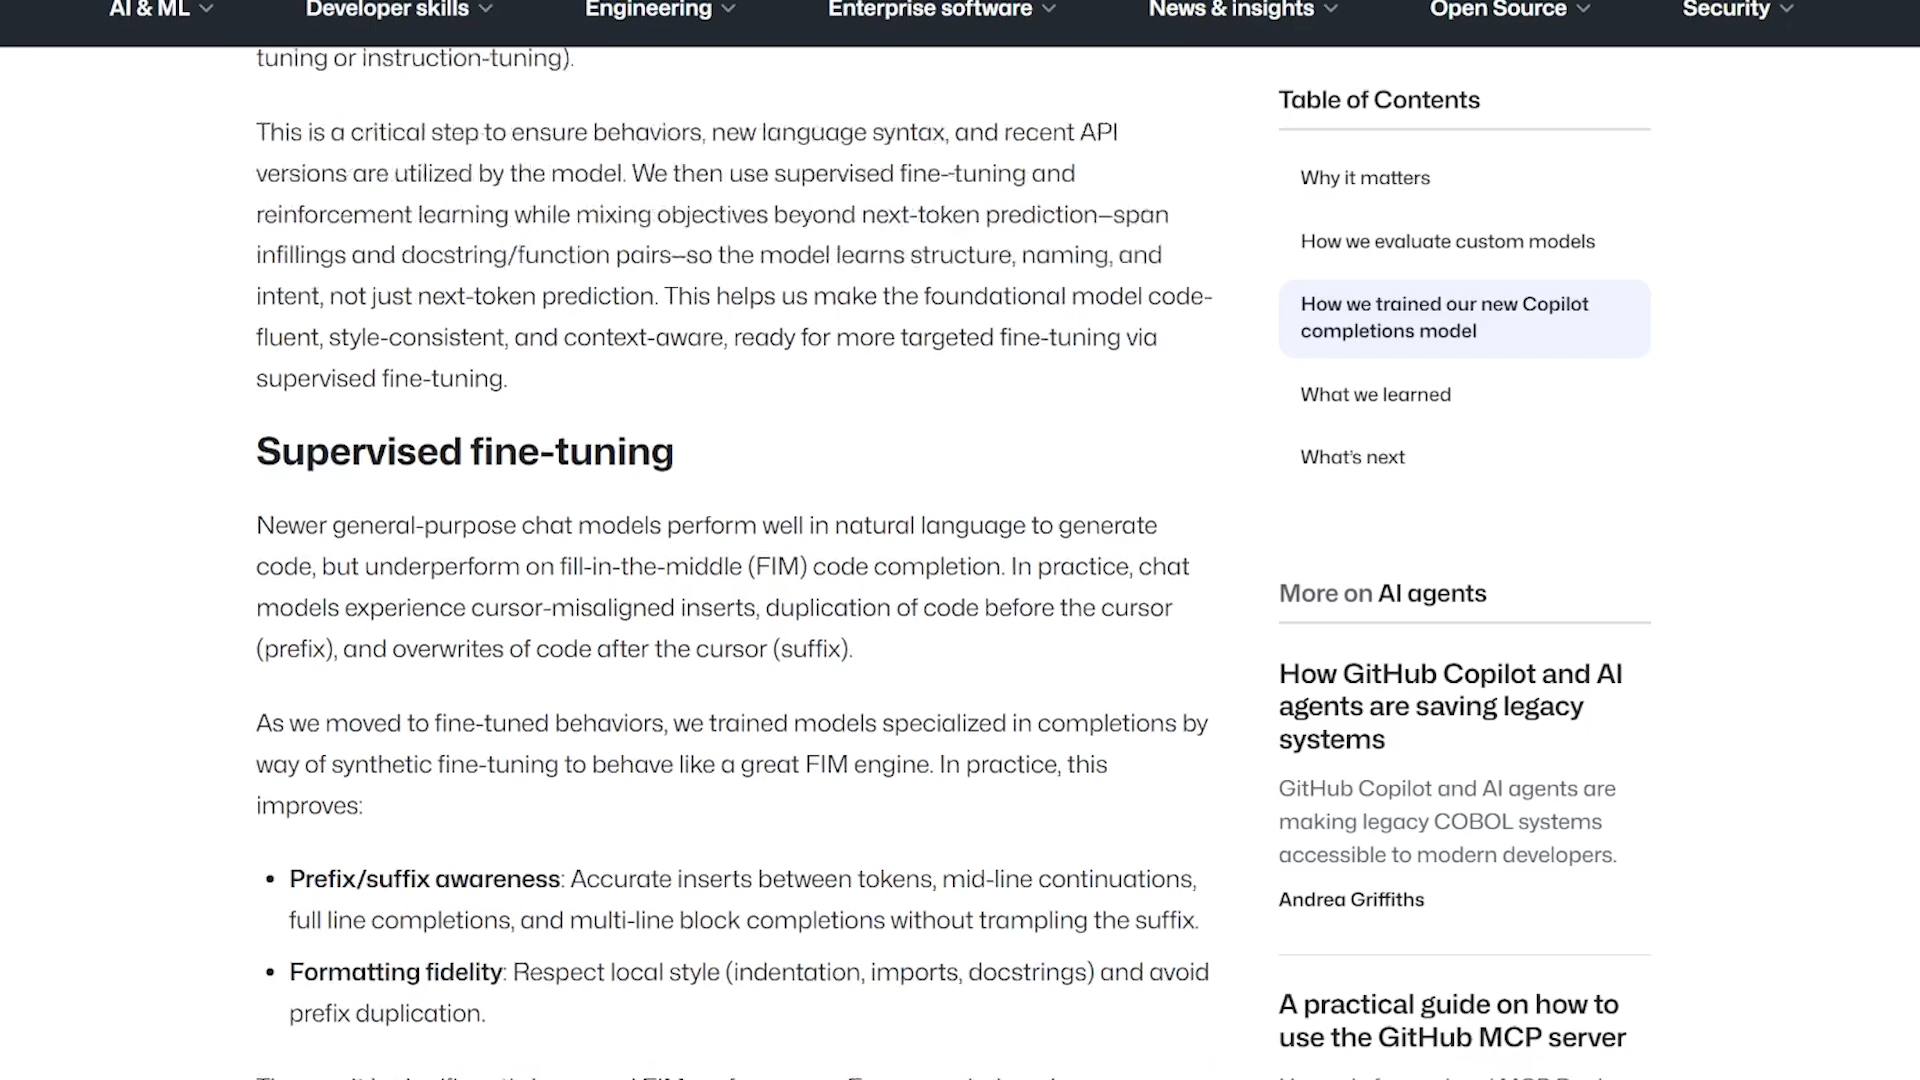 AI & ML
Developer skills
Engineering
Enterprise software
News & insights
Open Source
Security
tuning or instruction-tuning).
This is a critical step to ensure behaviors, new language syntax, and recent API
versions are utilized by the model. We then use supervised fine-‑tuning and
reinforcement learning while mixing objectives beyond next-token prediction—span
infillings and docstring/function pairs—so the model learns structure, naming, and
intent, not just next-token prediction. This helps us make the foundational model code-
fluent, style-consistent, and context-aware, ready for more targeted fine-tuning via
supervised fine-tuning.
Supervised fine-tuning
Newer general-purpose chat models perform well in natural language to generate
code, but underperform on fill-in-the-middle (FIM) code completion. In practice, chat
models experience cursor-misaligned inserts, duplication of code before the cursor
(prefix), and overwrites of code after the cursor (suffix).
As we moved to fine-tuned behaviors, we trained models specialized in completions by
way of synthetic fine-tuning to behave like a great FIM engine. In practice, this
improves:
• Prefix/suffix awareness: Accurate inserts between tokens, mid-line continuations,
full line completions, and multi-line block completions without trampling the suffix.
• Formatting fidelity: Respect local style (indentation, imports, docstrings) and avoid
prefix duplication.
Table of Contents
Why it matters
How we evaluate custom models
How we trained our new Copilot
completions model
What we learned
What's next
More on AI agents
How GitHub Copilot and AI
agents are saving legacy
systems
GitHub Copilot and AI agents are
making legacy COBOL systems
accessible to modern developers.
Andrea Griffiths
A practical guide on how to
use the GitHub MCP server